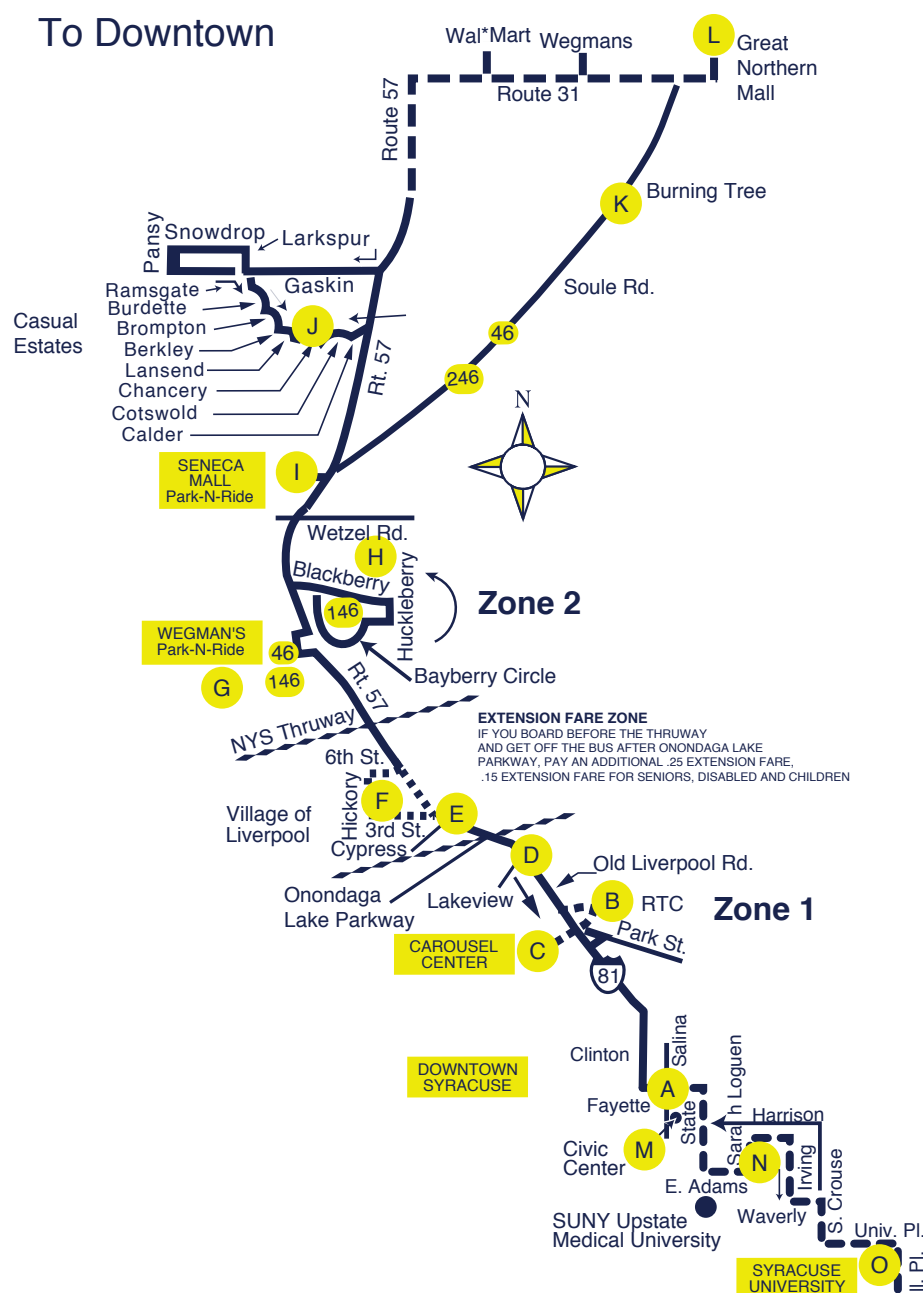 To Downtown
Wal*Mart
Wegmans
L
Great
Northern
Mall
Route 31
Route 57
K
Burning Tree
Pansy
Snowdrop
Larkspur
Gaskin
Soule Rd.
Ramsgate
Burdette
Brompton
Berkley
Lansend
Chancery
Cotswold
Calder
Casual
Estates
J
Rt. 57
46
246
N
SENECA
MALL
Park-N-Ride
I
Wetzel Rd.
H
Blackberry
Huckleberry
146
Zone 2
WEGMAN'S
Park-N-Ride
46
146
G
Bayberry Circle
Rt. 57
NYS Thruway
EXTENSION FARE ZONE
IF YOU BOARD BEFORE THE THRUWAY
AND GET OFF THE BUS AFTER ONONDAGA LAKE
PARKWAY, PAY AN ADDITIONAL .25 EXTENSION FARE,
.15 EXTENSION FARE FOR SENIORS, DISABLED AND CHILDREN
6th St.
Hickory
F
E
Village of
Liverpool
3rd St.
Cypress
D
Old Liverpool Rd.
Onondaga
Lake Parkway
Lakeview
B
RTC
Zone 1
Park St.
CAROUSEL
CENTER
C
81
Clinton
Salina
DOWNTOWN
SYRACUSE
A
Fayette
State
Sarah Loguen
Harrison
Civic
Center
M
N
Irving
S. Crouse
E. Adams
Waverly
SUNY Upstate
Medical University
Univ. Pl.
SYRACUSE
UNIVERSITY
O